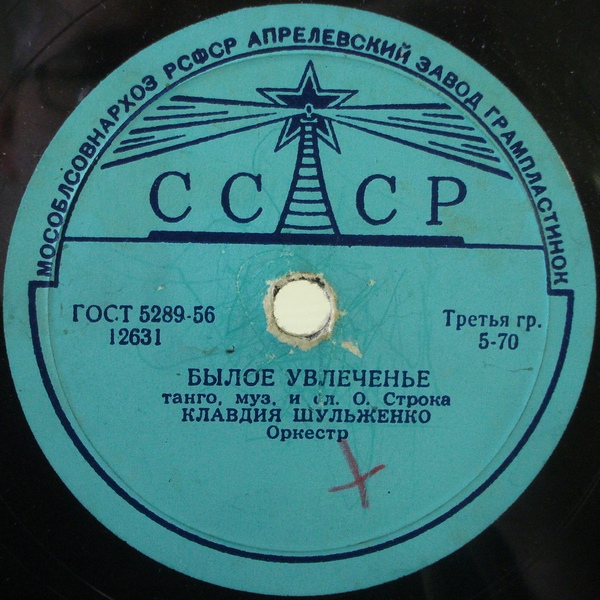 МОСОБЛСОВНАРХОЗ РСФСР АПРЕЛЕВСКИЙ ЗАВОД ГРАМПЛАСТИНОК
СССР
ГОСТ 5289-56
12631
Третья гр.
5-70
БЫЛОЕ УВЛЕЧЕНЬЕ
танго, муз. и сл. О. Строка
КЛАВДИЯ ШУЛЬЖЕНКО
Оркестр